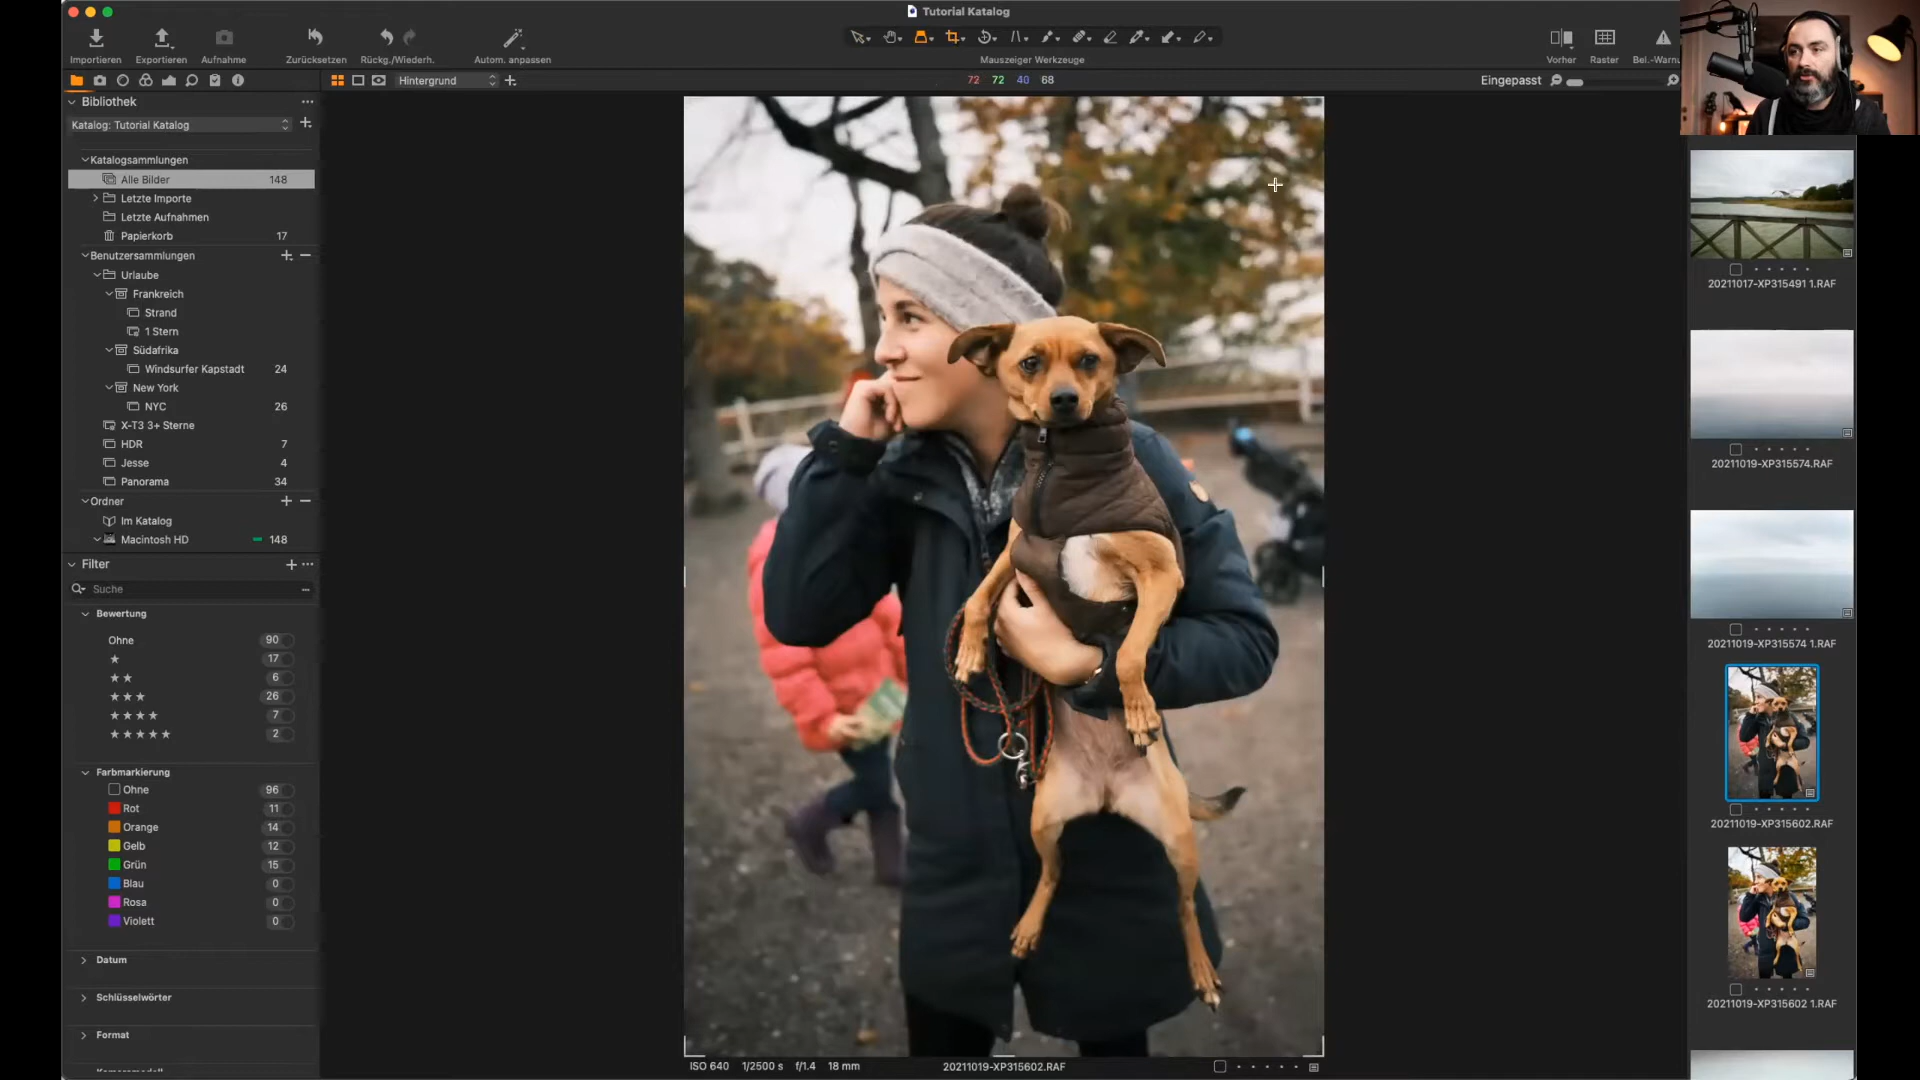 Tutorial Katalog
Importieren
Exportieren
Aufnahme
Zurücksetzen
Rückg./Wiederh.
Autom. anpassen
Mauszeiger Werkzeuge
Vorher
Raster
Bel.-Warnu
Hintergrund
72 72 40 68
Eingepasst
Bibliothek
Katalog: Tutorial Katalog
Katalogsammlungen
Alle Bilder 148
Letzte Importe
Letzte Aufnahmen
Papierkorb 17
Benutzersammlungen
Urlaube
Frankreich
Strand
1 Stern
Südafrika
Windsurfer Kapstadt 24
New York
NYC 26
X-T3 3+ Sterne
HDR 7
Jesse 4
Panorama 34
Ordner
Im Katalog
Macintosh HD 148
Filter
Suche
Bewertung
Ohne 90
★ 17
★★ 6
★★★ 26
★★★★ 7
★★★★★ 2
Farbmarkierung
Ohne 96
Rot 11
Orange 14
Gelb 12
Grün 15
Blau 0
Rosa 0
Violett 0
Datum
Schlüsselwörter
Format
ISO 640 1/2500 s f/1.4 18 mm
20211019-XP315602.RAF
20211017-XP315491 1.RAF
20211019-XP315574.RAF
20211019-XP315574 1.RAF
20211019-XP315602.RAF
20211019-XP315602 1.RAF